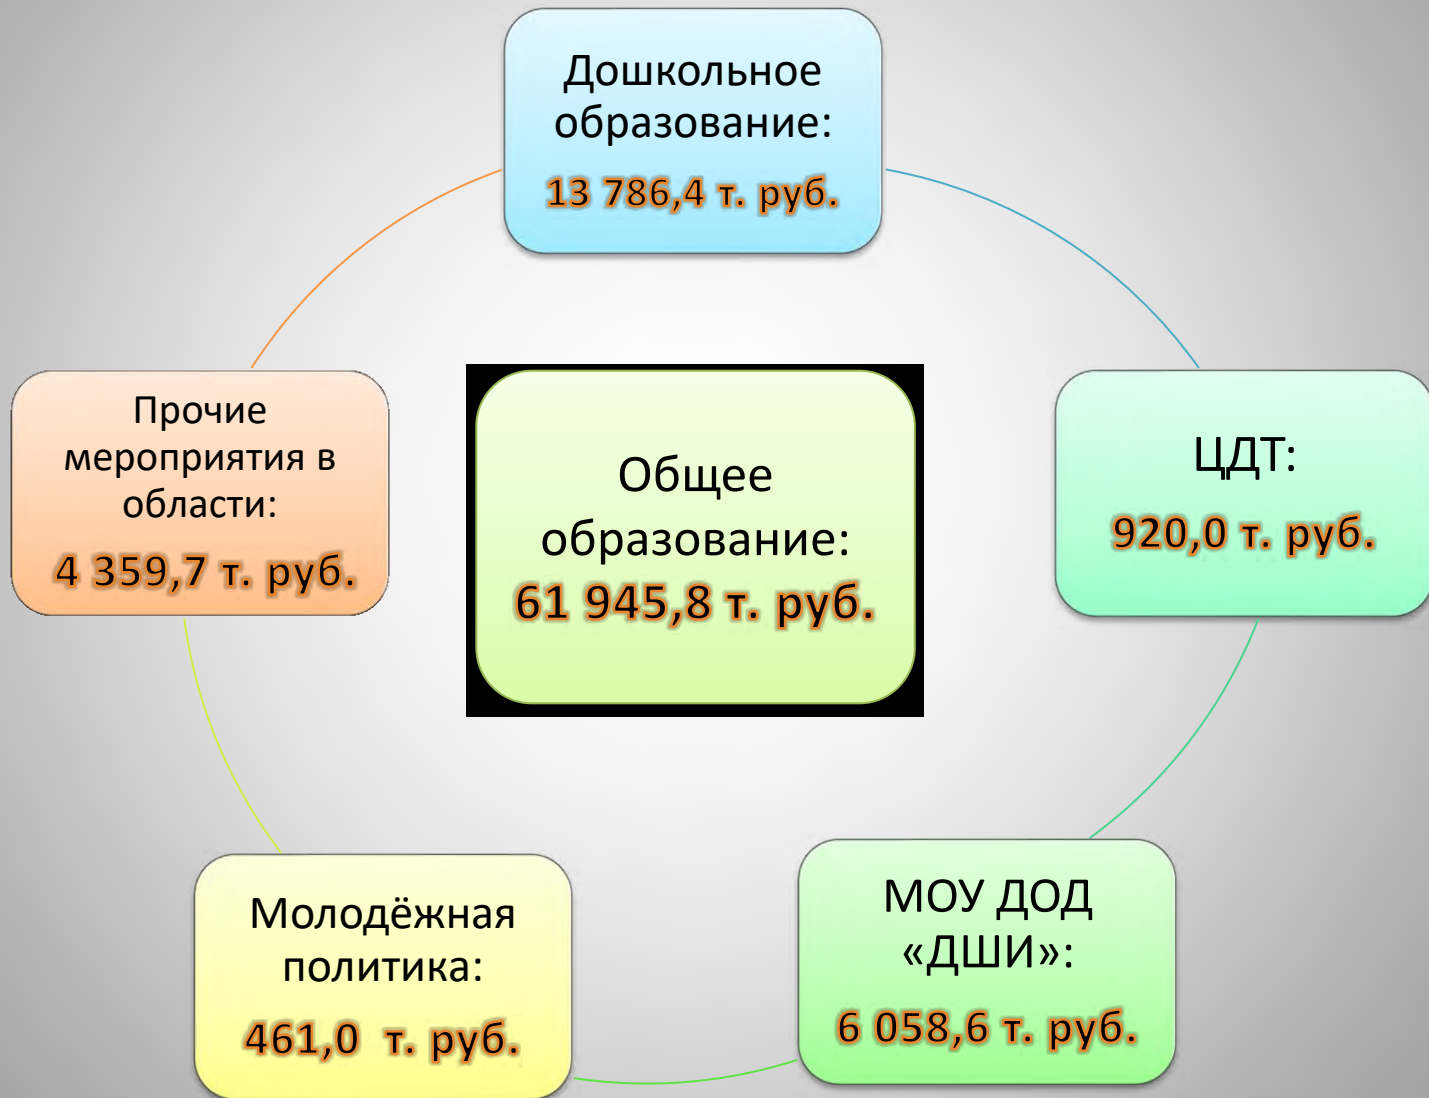 Дошкольное
образование:
13 786,4 т. руб.
Прочие
мероприятия в
области:
4 359,7 т. руб.
Общее
образование:
61 945,8 т. руб.
ЦДТ:
920,0 т. руб.
Молодёжная
политика:
461,0 т. руб.
МОУ ДОД
«ДШИ»:
6 058,6 т. руб.